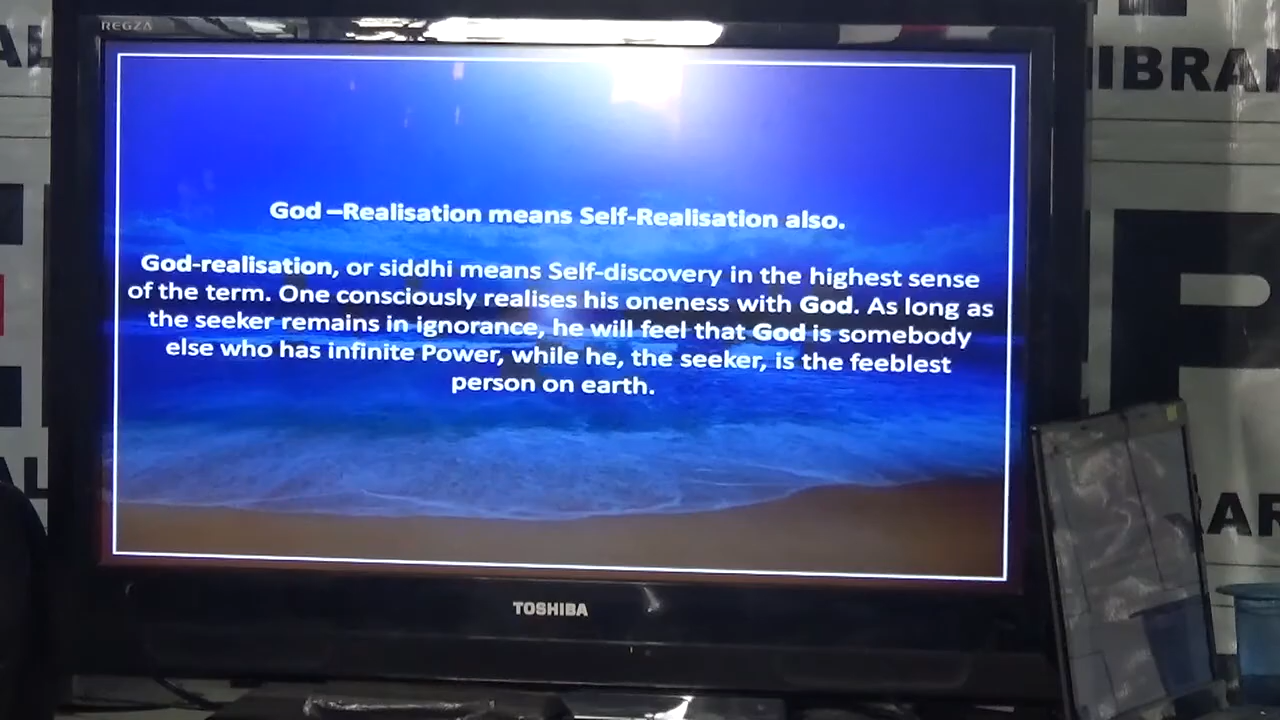 REGZA
God –Realisation means Self-Realisation also.
God-realisation, or siddhi means Self-discovery in the highest sense
of the term. One consciously realises his oneness with God. As long as
the seeker remains in ignorance, he will feel that God is somebody
else who has infinite Power, while he, the seeker, is the feeblest
person on earth.
TOSHIBA